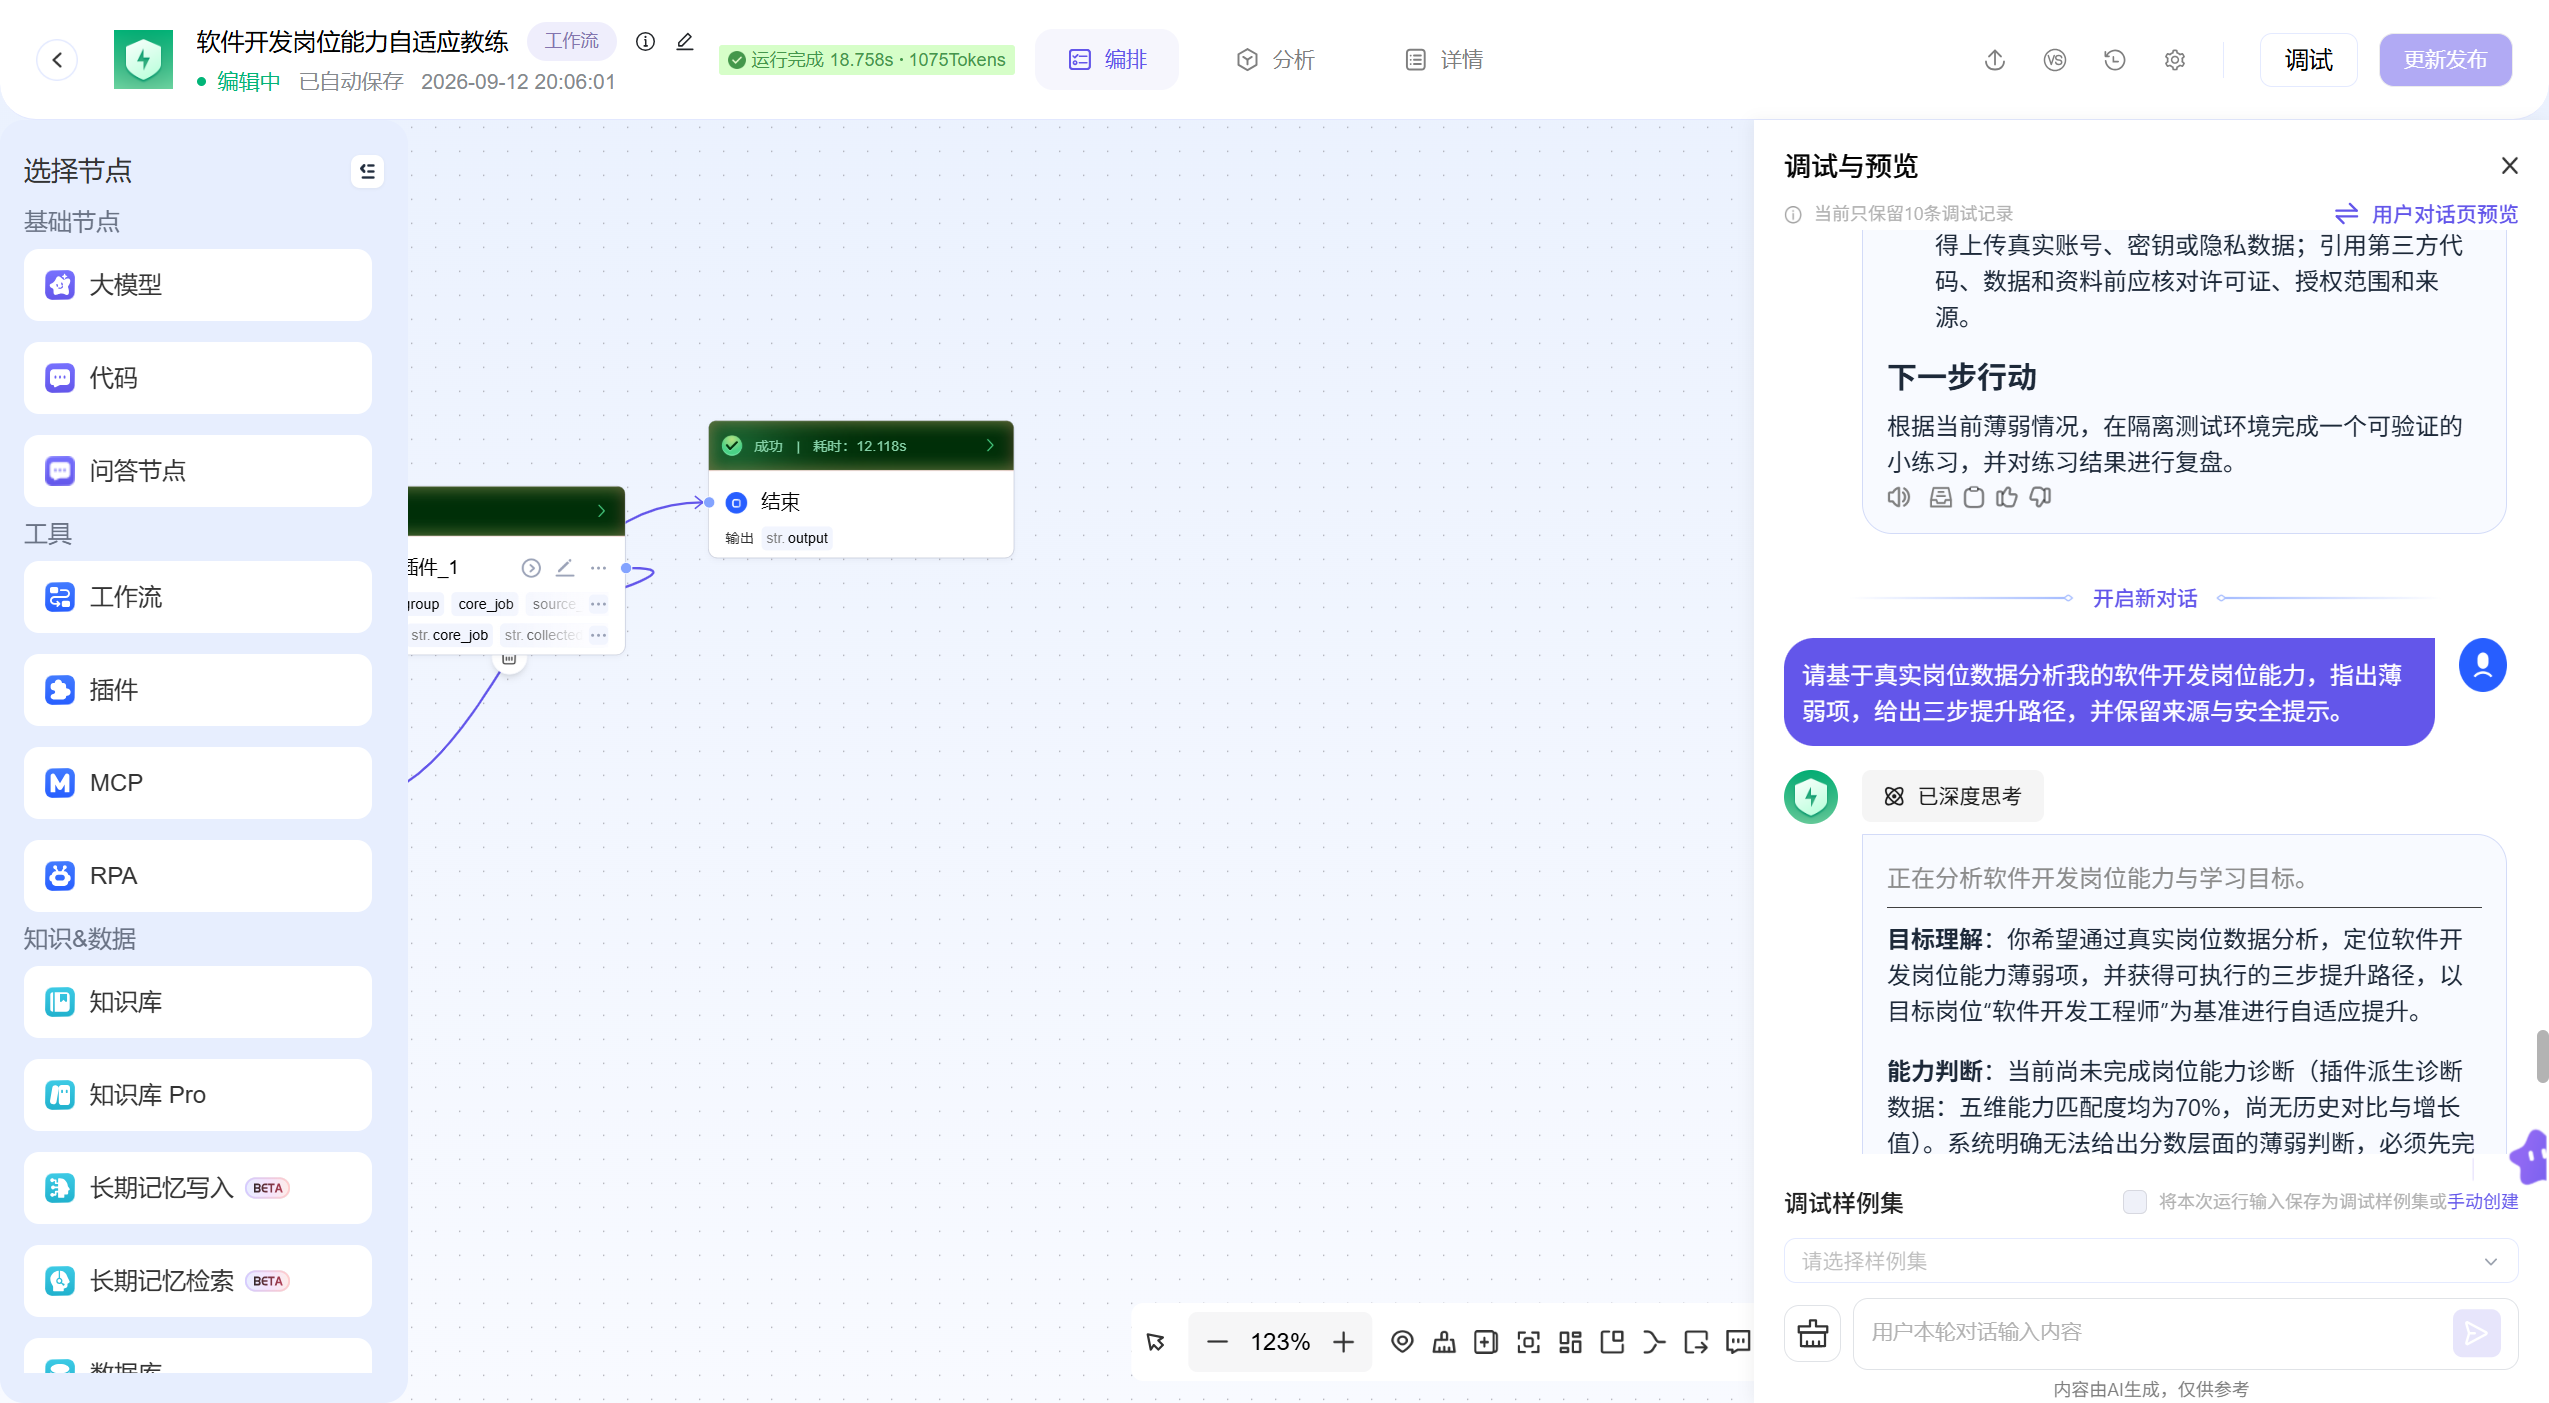 软件开发岗位能力自适应教练 工作流
编辑中 已自动保存 2026-09-12 20:06:01
运行完成 18.758s · 1075Tokens
编排 分析 详情
VS
调试 更新发布
选择节点
基础节点
大模型
代码
问答节点
工具
工作流
插件
MCP
RPA
知识&数据
知识库
知识库 Pro
长期记忆写入 BETA
长期记忆检索 BETA
数据库
成功 | 耗时：12.118s
结束
输出 str. output
插件_1
group core_job source_ ···
str. core_job str. collected ···
123%
调试与预览
当前只保留10条调试记录 用户对话页预览
得上传真实账号、密钥或隐私数据；引用第三方代
码、数据和资料前应核对许可证、授权范围和来
源。
下一步行动
根据当前薄弱情况，在隔离测试环境完成一个可验证的
小练习，并对练习结果进行复盘。
开启新对话
请基于真实岗位数据分析我的软件开发岗位能力，指出薄
弱项，给出三步提升路径，并保留来源与安全提示。
已深度思考
正在分析软件开发岗位能力与学习目标。
目标理解：你希望通过真实岗位数据分析，定位软件开
发岗位能力薄弱项，并获得可执行的三步提升路径，以
目标岗位“软件开发工程师”为基准进行自适应提升。
能力判断：当前尚未完成岗位能力诊断（插件派生诊断
数据：五维能力匹配度均为70%，尚无历史对比与增长
值）。系统明确无法给出分数层面的薄弱判断，必须先完
调试样例集 将本次运行输入保存为调试样例集或手动创建
请选择样例集
用户本轮对话输入内容
内容由AI生成，仅供参考